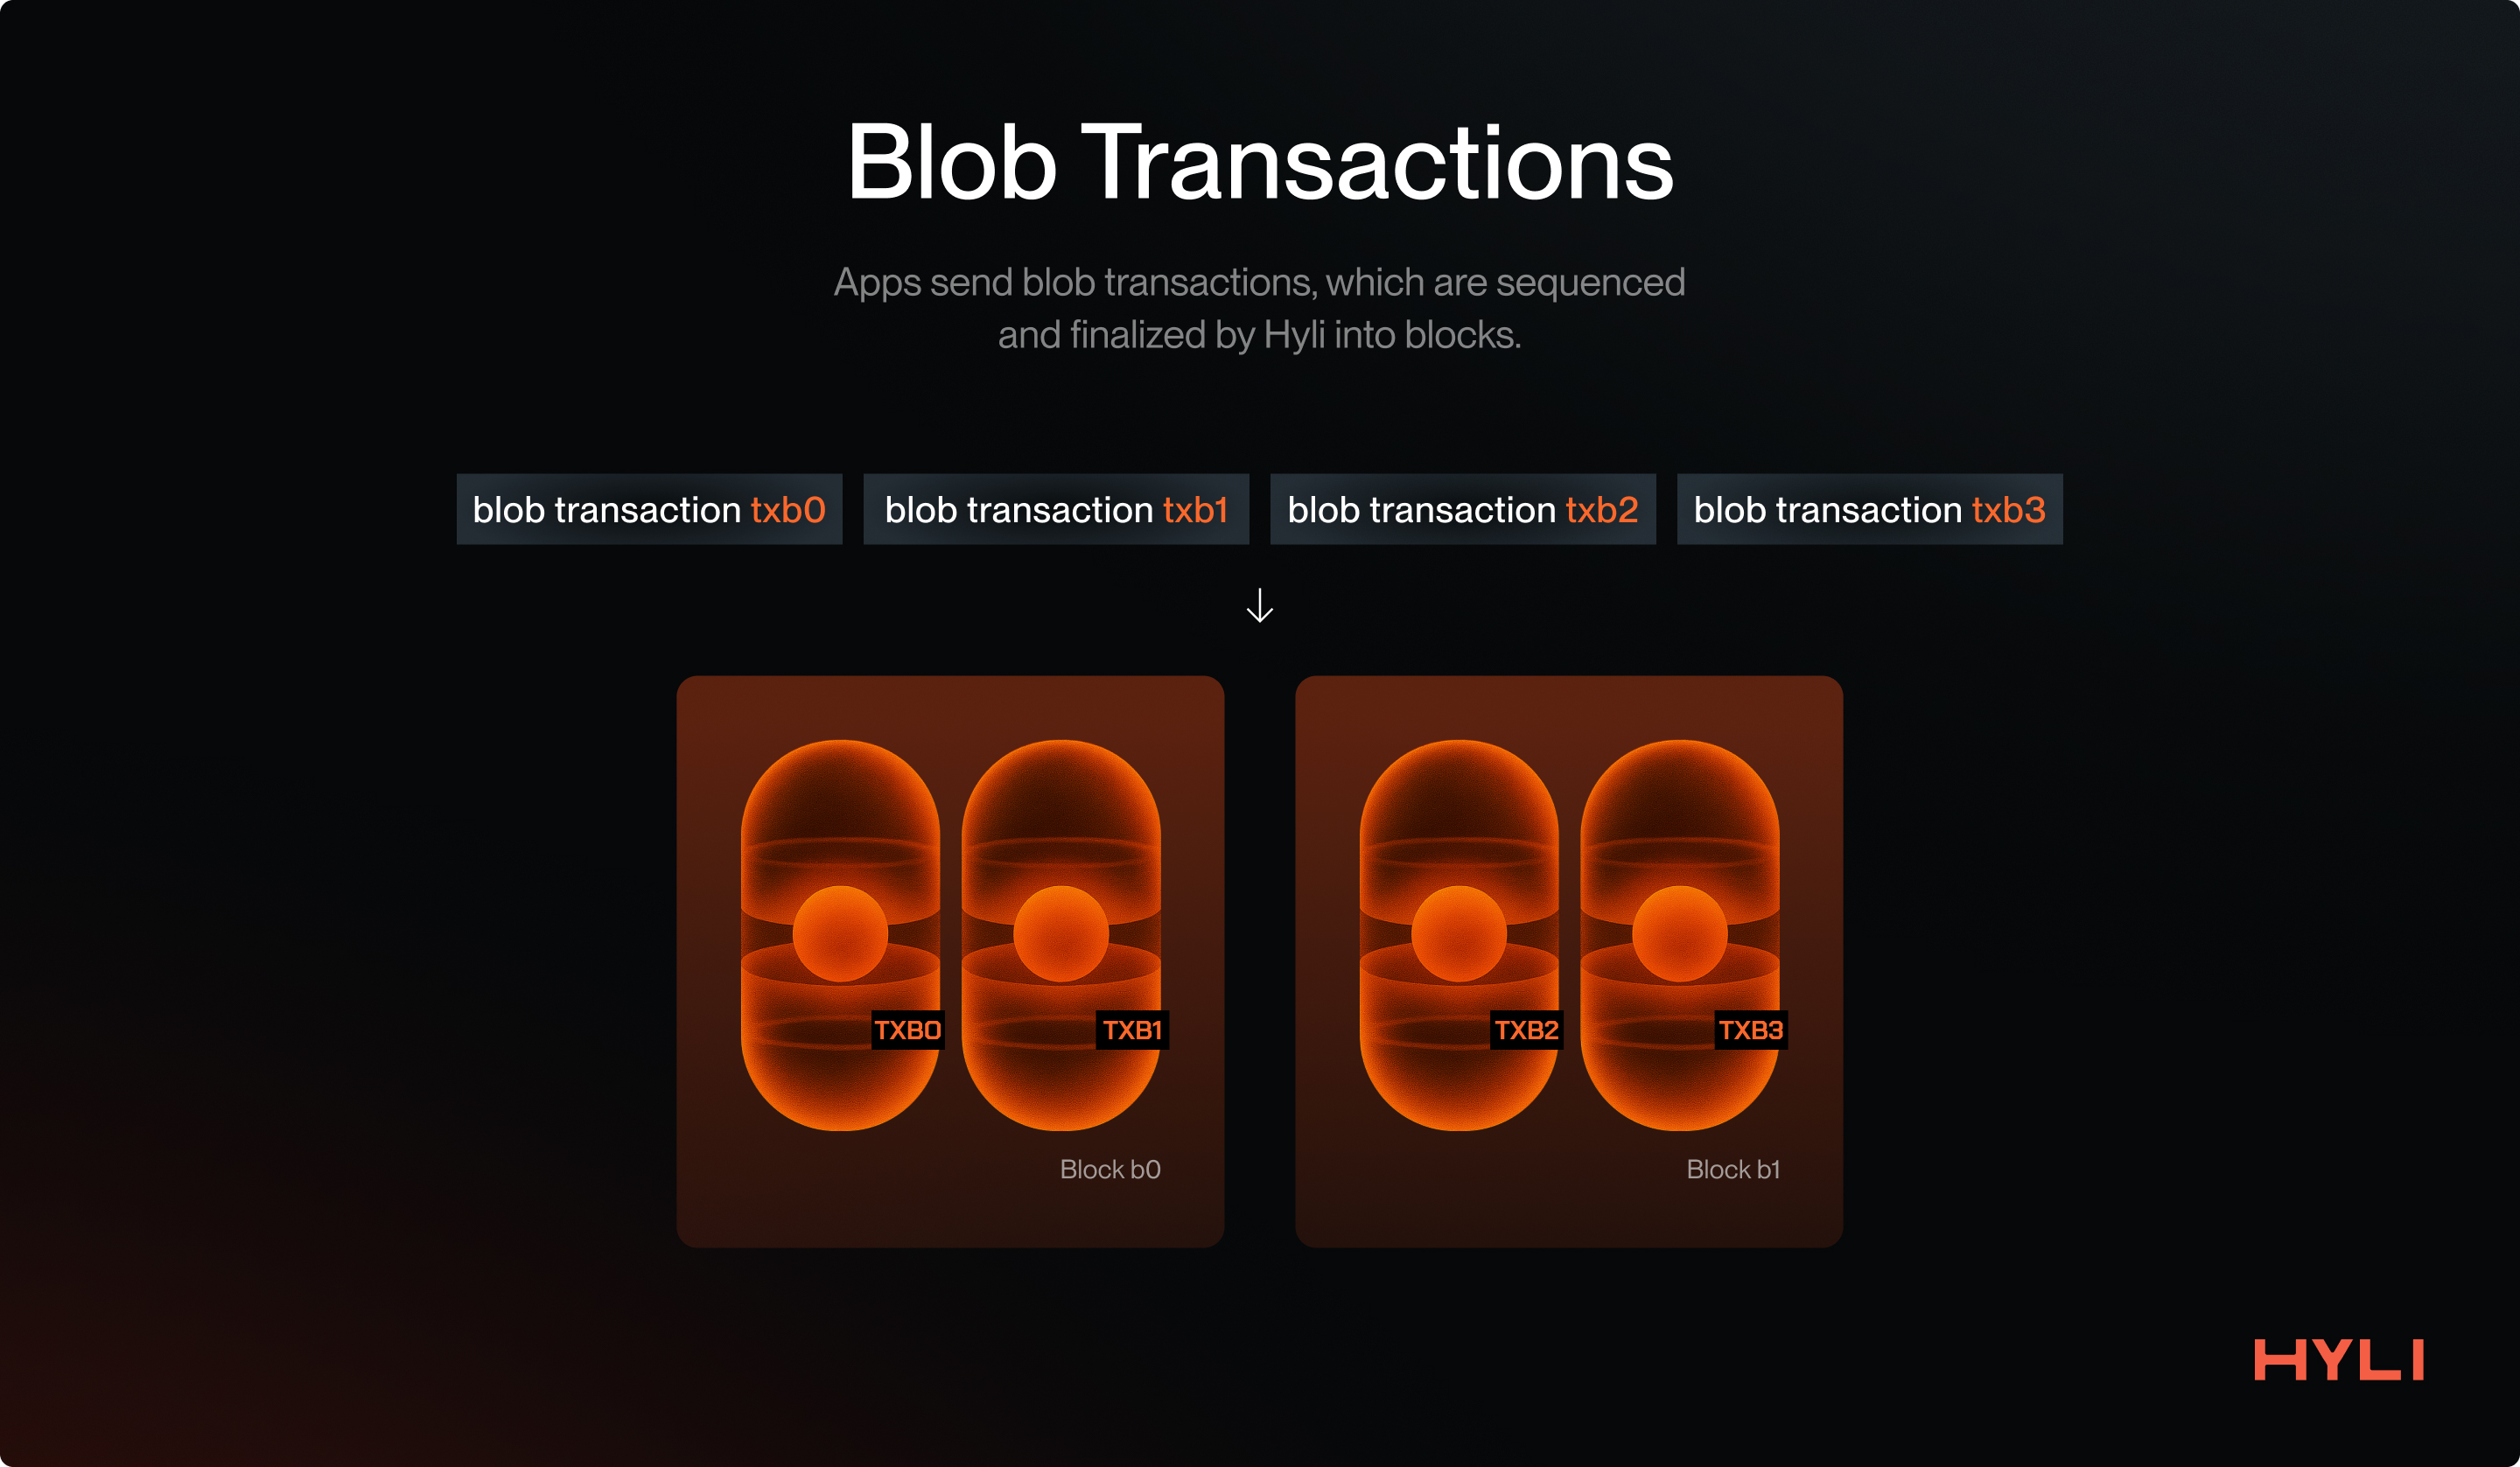 Blob Transactions
Apps send blob transactions, which are sequenced
and finalized by Hyli into blocks.
blob transaction txb0
blob transaction txb1
blob transaction txb2
blob transaction txb3
TXB0
TXB1
Block b0
TXB2
TXB3
Block b1
HYLI